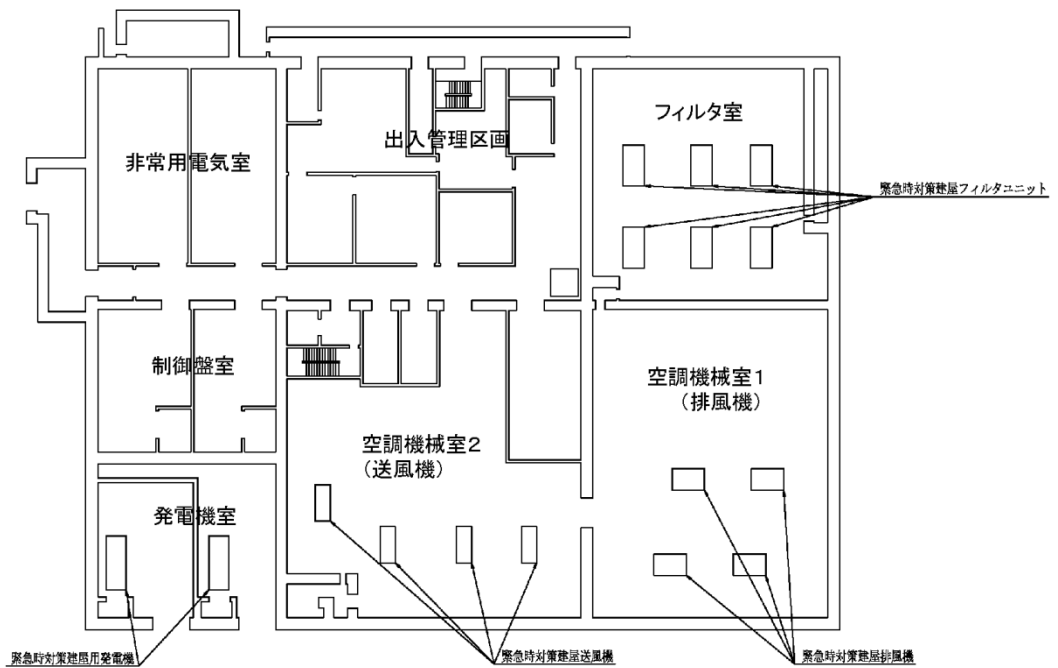 フィルタ室
出入管理区画
非常用電気室
緊急時対策建屋フィルタユニット
制御盤室
空調機械室1
（排風機）
空調機械室2
（送風機）
発電機室
緊急時対策建屋用発電機
緊急時対策建屋送風機
緊急時対策建屋排風機